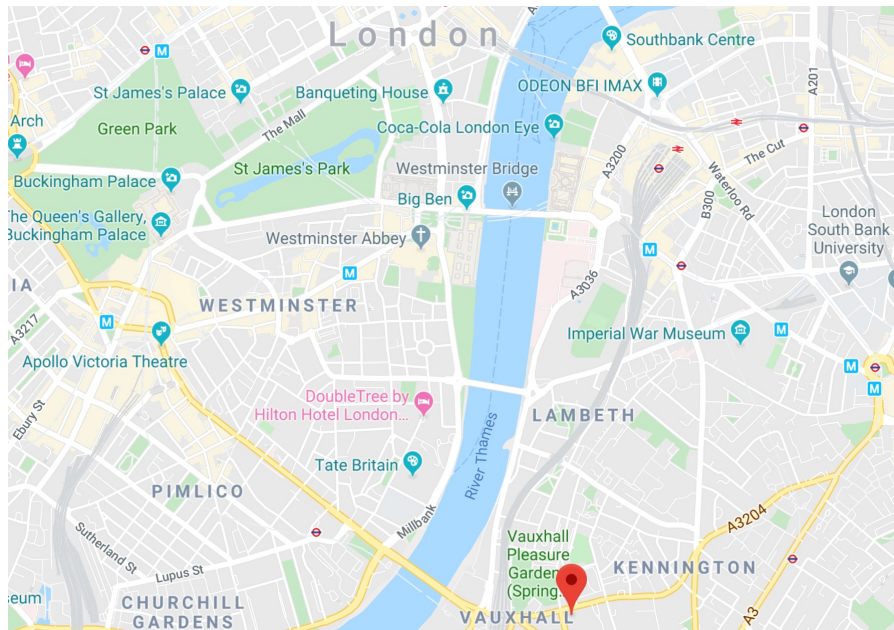 London
Southbank Centre
St James's Palace
Banqueting House
ODEON BFI IMAX
A201
Arch
Green Park
The Mall
Coca-Cola London Eye
A3200
The Cut
St James's Park
Westminster Bridge
Waterloo Rd
B300
Buckingham Palace
Big Ben
The Queen's Gallery,
Buckingham Palace
Westminster Abbey
London
South Bank
University
IA
WESTMINSTER
A3036
A3217
Apollo Victoria Theatre
Imperial War Museum
DoubleTree by
Hilton Hotel London...
LAMBETH
Ebury St
River Thames
Tate Britain
PIMLICO
Millbank
Sutherland St
Lupus St
Vauxhall
Pleasure
Garden
(Spring
A3204
KENNINGTON
CHURCHILL
GARDENS
VAUXHALL
A3
M
M
M
M
M
M
M